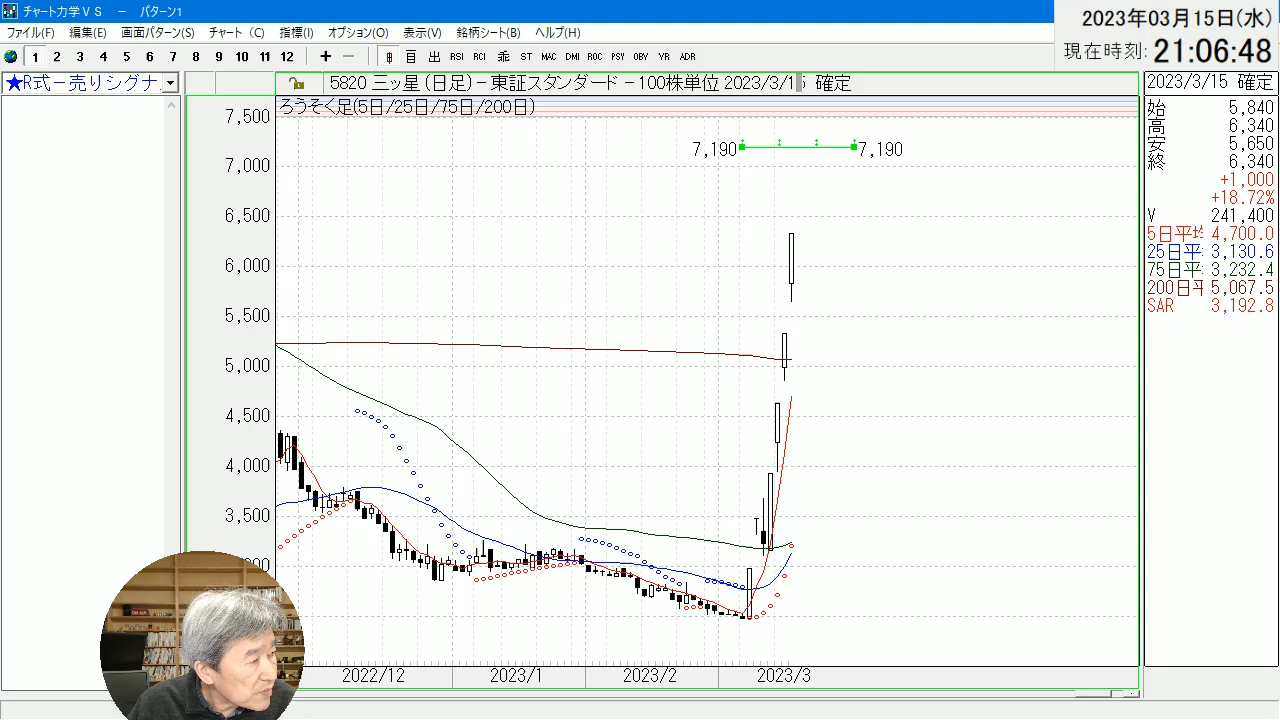 チャート力学VS － パターン1
2023年03月15日(水)
現在時刻: 21:06:48
ファイル(F) 編集(E) 画面パターン(S) チャート (C) 指標(I) オプション(O) 表示(V) 銘柄シート(B) ヘルプ(H)
1 2 3 4 5 6 7 8 9 10 11 12 + － 日 出 RSI RCI 乖 ST MAC DMI ROC PSY OBV VR ADR
★R式－売りシグナ
5820 三ッ星 (日足)－東証スタンダード －100株単位 2023/3/15 確定
2023/3/15 確定
ろうそく足(5日/25日/75日/200日)
7,500
7,000
6,500
6,000
5,500
5,000
4,500
4,000
3,500
7,190 7,190
始 5,840
高 6,340
安 5,650
終 6,340
+1,000
+18.72%
V 241,400
5日平均 4,700.0
25日平 3,130.6
75日平 3,232.4
200日平 5,067.5
SAR 3,192.8
2022/12 2023/1 2023/2 2023/3